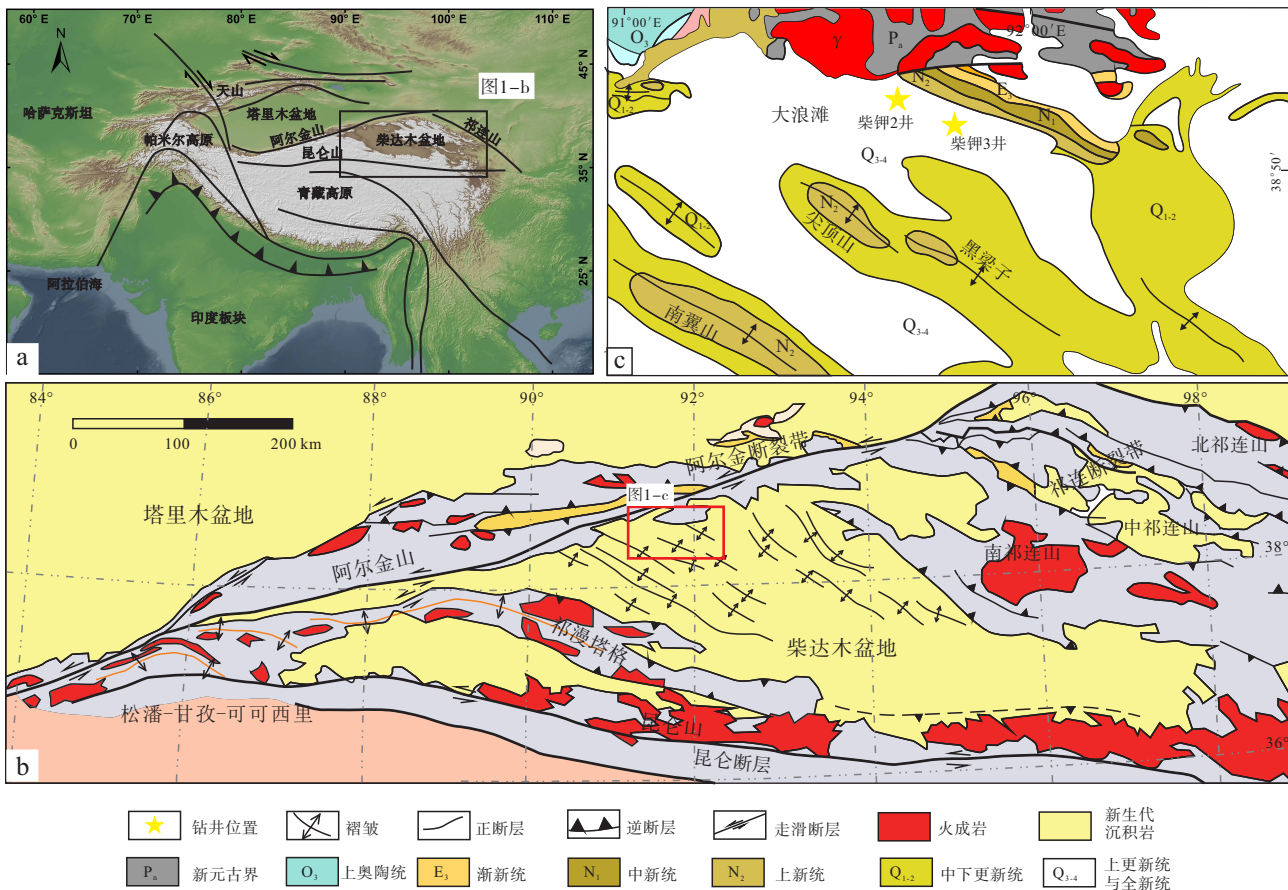 60° E
70°
80°
90°
100°
110°
N
45° N
35° N
25° N
图1-b
天山
哈萨克斯坦
塔里木盆地
阿尔金山
祁连山
帕米尔高原
柴达木盆地
昆仑山
青藏高原
阿拉伯海
印度板块
a
91°00′E
92°00′E
38°50′
O₃
γ
Pₙ
N₂
E₃
N₁
Q₁₋₂
大浪滩
柴钾2井
柴钾3井
Q₃₋₄
Q₁₋₂
Q₁₋₂
N₂
尖顶山
黑梁子
南翼山
N₂
Q₃₋₄
c
84°
86°
88°
90°
92°
94°
96°
98°
0
100
200 km
北祁连山
阿尔金断裂带
祁连断裂带
图1-c
塔里木盆地
中祁连山
38°
南祁连山
阿尔金山
祁漫塔格
柴达木盆地
松潘-甘孜-可可西里
昆仑山
36°
昆仑断层
b
钻井位置
褶皱
正断层
逆断层
走滑断层
火成岩
新生代
沉积岩
Pₙ
新元古界
O₃
上奥陶统
E₃
渐新统
N₁
中新统
N₂
上新统
Q₁₋₂
中下更新统
Q₃₋₄
上更新统
与全新统